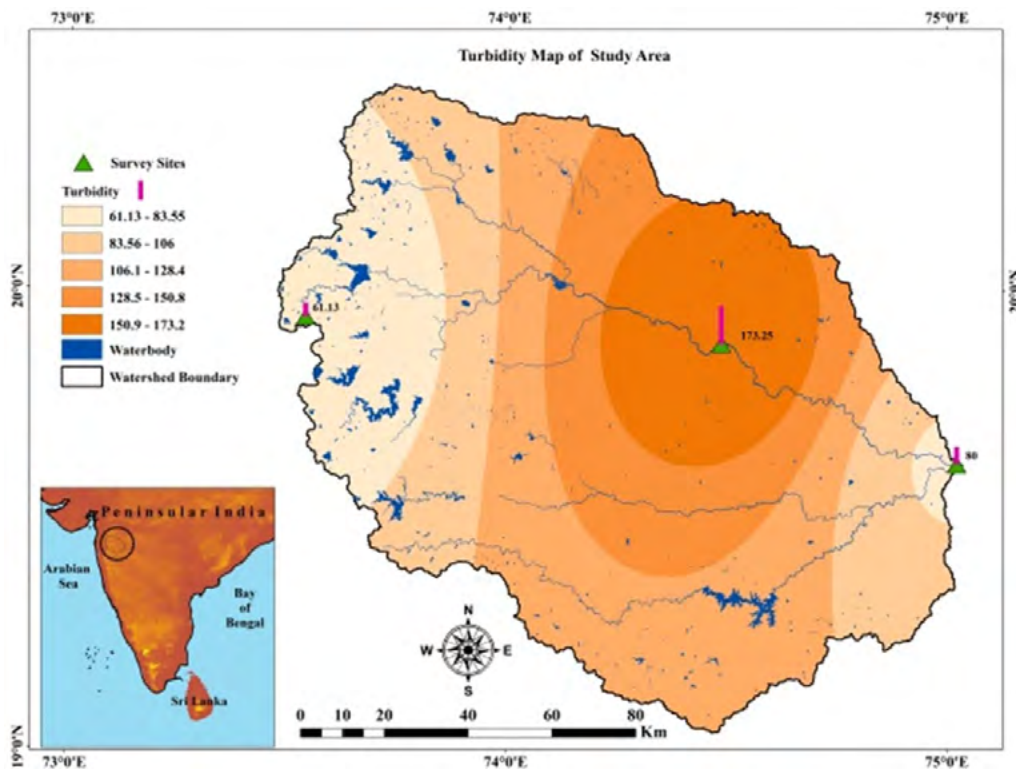 73°0'E 74°0'E 75°0'E
Turbidity Map of Study Area
Survey Sites
Turbidity
61.13 - 83.55
83.56 - 106
106.1 - 128.4
128.5 - 150.8
150.9 - 173.2
Waterbody
Watershed Boundary
20°0'N
20°0'N
61.13
173.25
80
Peninsular India
Arabian
Sea
Bay
of
Bengal
Sri Lanka
N
W E
S
0 10 20 40 60 80
Km
19°0'N
19°0'N
73°0'E 74°0'E 75°0'E